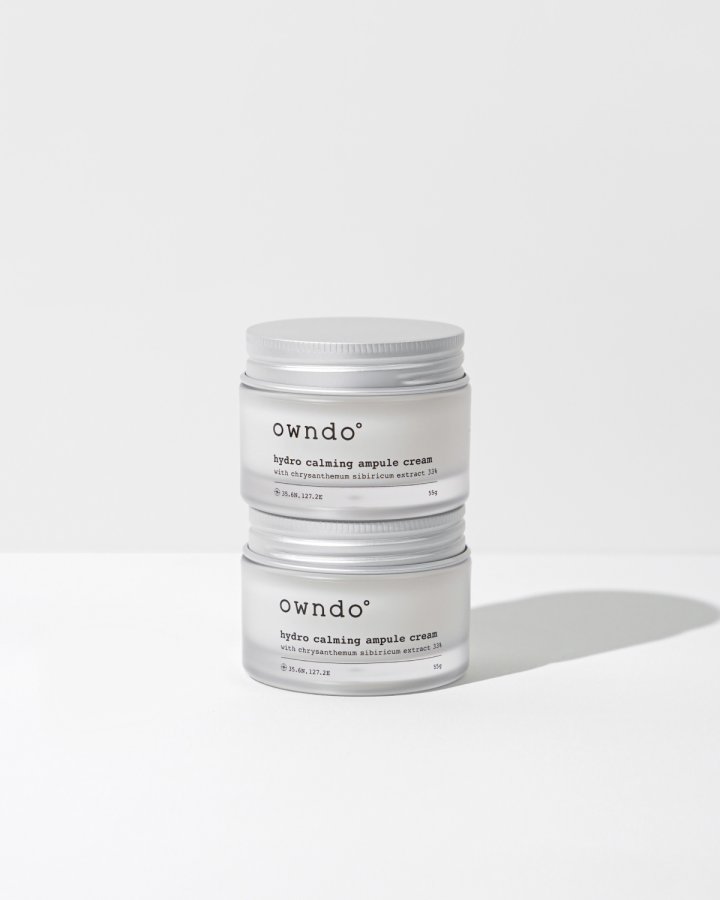 owndo°
hydro calming ampule cream
with chrysanthemum sibiricum extract 33%
35.6N,127.2E 55g
owndo°
hydro calming ampule cream
with chrysanthemum sibiricum extract 33%
35.6N,127.2E 55g